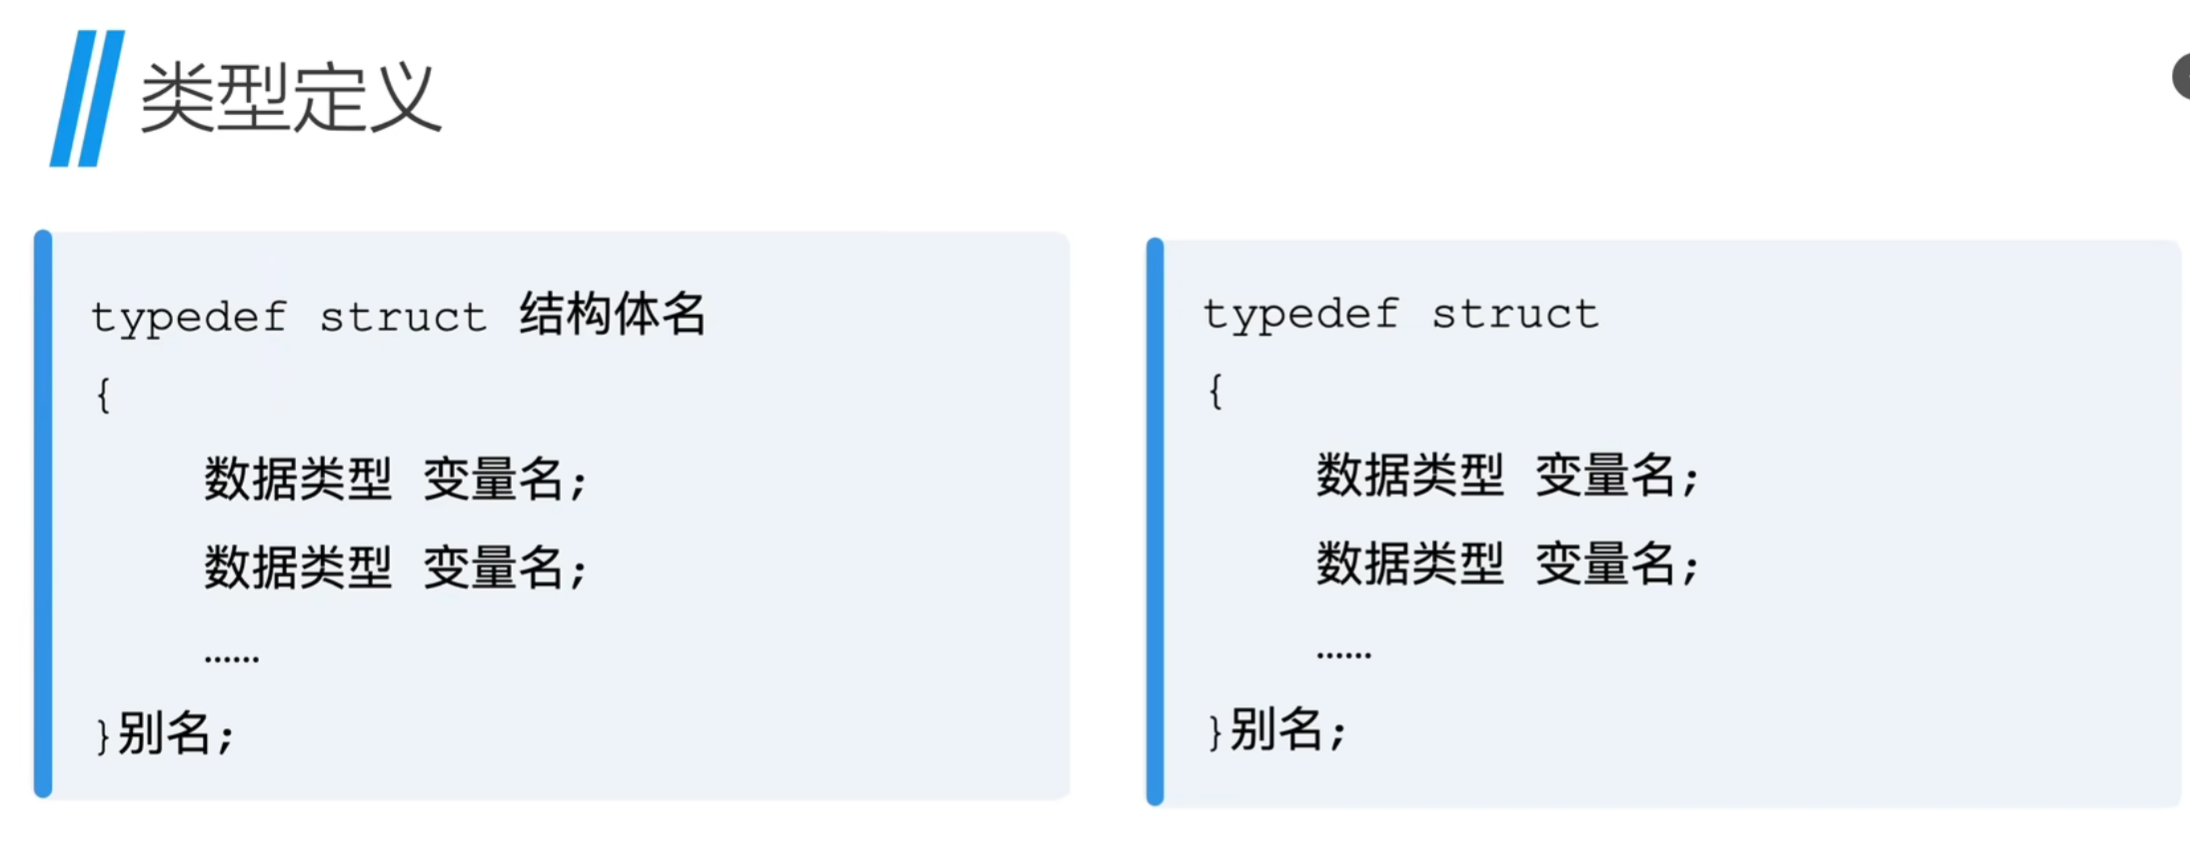 类型定义
typedef struct 结构体名
{
数据类型 变量名;
数据类型 变量名;
……
}别名;
typedef struct
{
数据类型 变量名;
数据类型 变量名;
……
}别名;